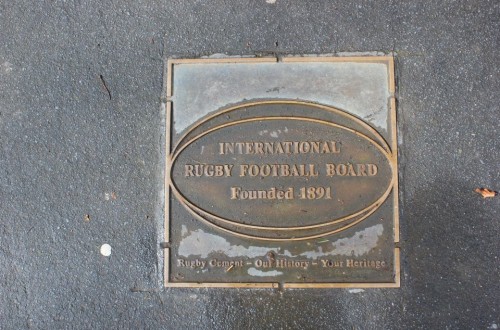 INTERNATIONAL
RUGBY FOOTBALL BOARD
Founded 1891
Rugby Cement – Our History – Your Heritage